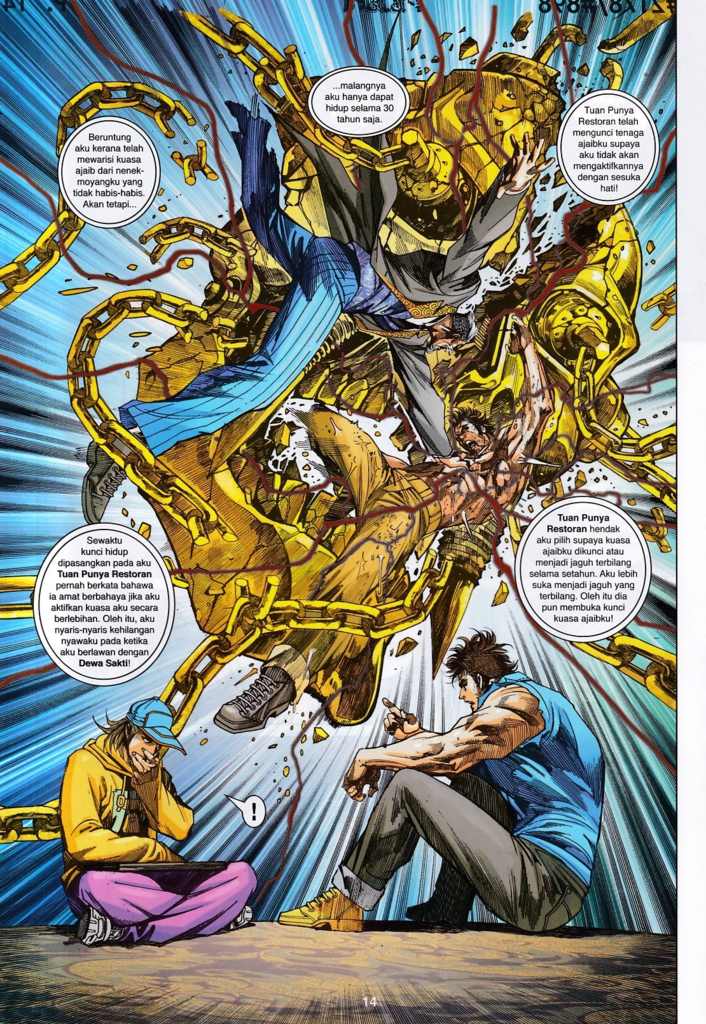 Beruntung
aku kerana telah
mewarisi kuasa
ajaib dari nenek-
moyangku yang
tidak habis-habis.
Akan tetapi...
...malangnya
aku hanya dapat
hidup selama 30
tahun saja.
Tuan Punya
Restoran telah
mengunci tenaga
ajaibku supaya
aku tidak akan
mengaktifkannya
dengan sesuka
hati!
Sewaktu
kunci hidup
dipasangkan pada aku
Tuan Punya Restoran
pernah berkata bahawa
ia amat berbahaya jika aku
aktifkan kuasa aku secara
berlebihan. Oleh itu, aku
nyaris-nyaris kehilangan
nyawaku pada ketika
aku berlawan dengan
Dewa Sakti!
Tuan Punya
Restoran hendak
aku pilih supaya kuasa
ajaibku dikunci atau
menjadi jaguh terbilang
selama setahun. Aku lebih
suka menjadi jaguh yang
terbilang. Oleh itu dia
pun membuka kunci
kuasa ajaibku!
!
14